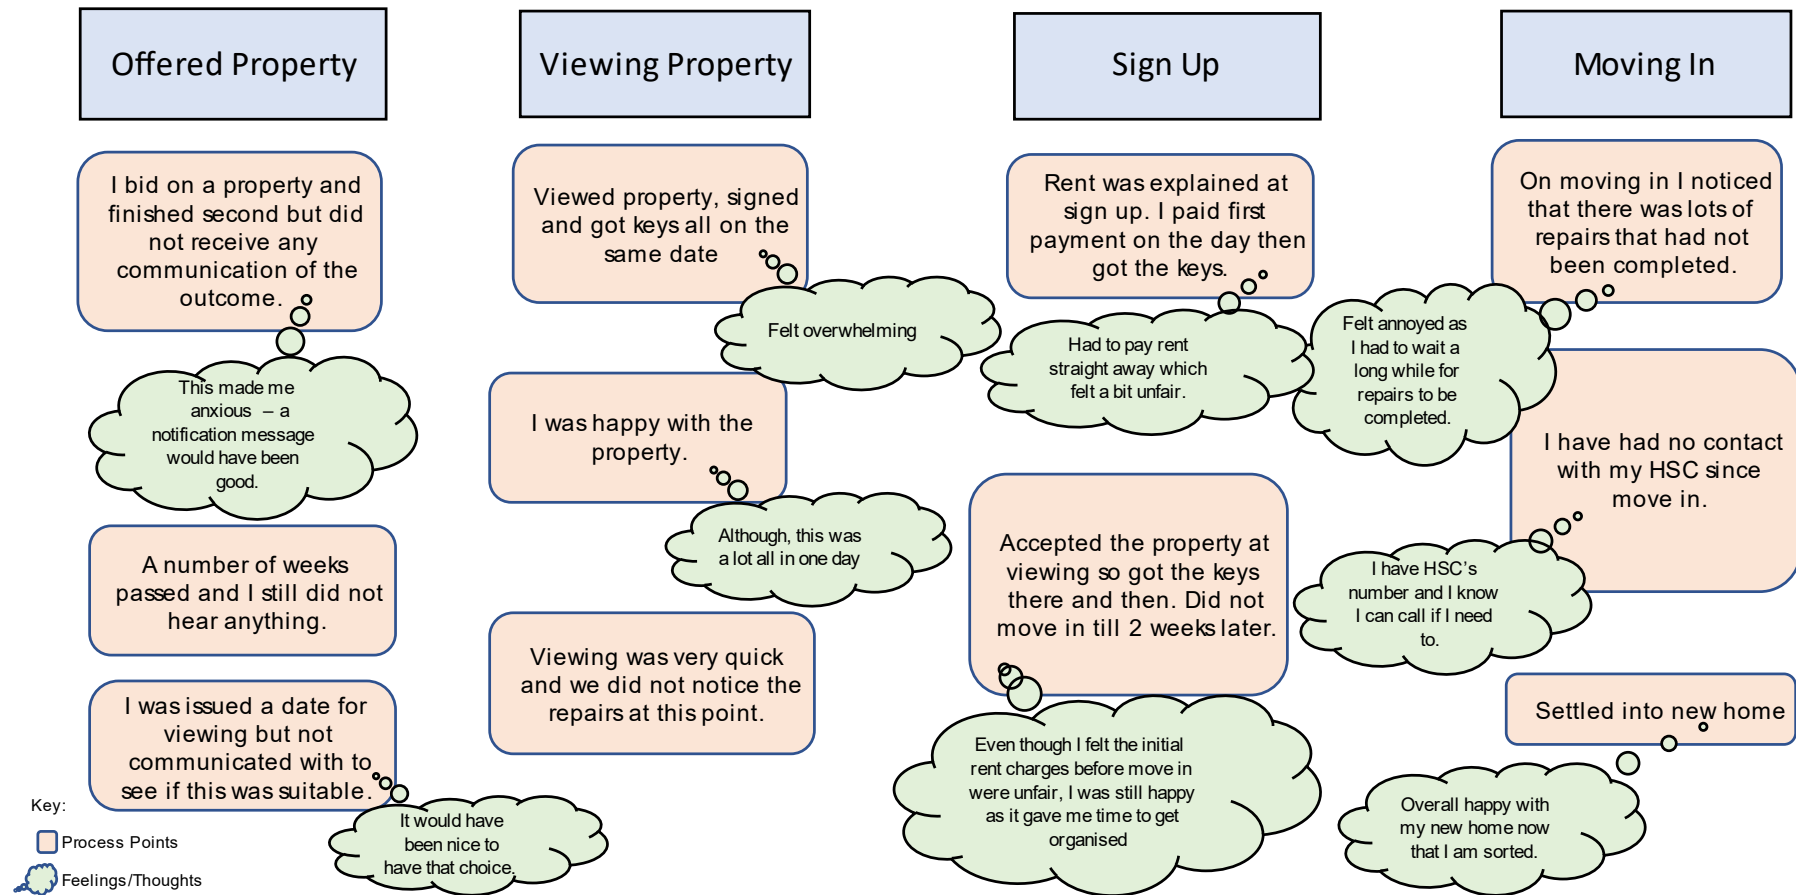 Offered Property
I bid on a property and
finished second but did
not receive any
communication of the
outcome.
This made me
anxious – a
notification message
would have been
good.
A number of weeks
passed and I still did not
hear anything.
I was issued a date for
viewing but not
communicated with to
see if this was suitable.
It would have
been nice to
have that choice.
Viewing Property
Viewed property, signed
and got keys all on the
same date
Felt overwhelming
I was happy with the
property.
Although, this was
a lot all in one day
Viewing was very quick
and we did not notice the
repairs at this point.
Sign Up
Rent was explained at
sign up. I paid first
payment on the day then
got the keys.
Had to pay rent
straight away which
felt a bit unfair.
Accepted the property at
viewing so got the keys
there and then. Did not
move in till 2 weeks later.
Even though I felt the initial
rent charges before move in
were unfair, I was still happy
as it gave me time to get
organised
Moving In
On moving in I noticed
that there was lots of
repairs that had not
been completed.
Felt annoyed as
I had to wait a
long while for
repairs to be
completed.
I have had no contact
with my HSC since
move in.
I have HSC's
number and I know
I can call if I need
to.
Settled into new home
Overall happy with
my new home now
that I am sorted.
Key:
Process Points
Feelings/Thoughts